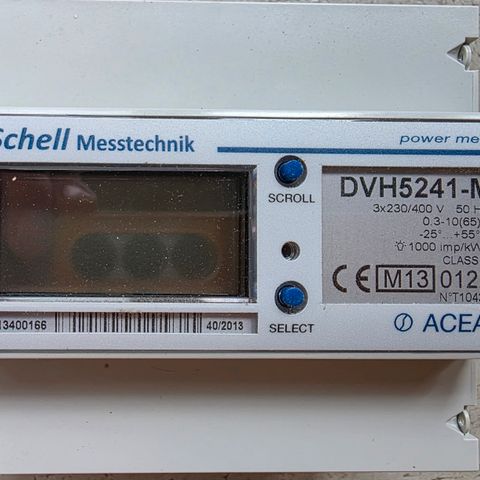 Schell Messtechnik
power me
SCROLL
DVH5241-M
3x230/400 V 50 H
0.3-10(65)
-25°...+55°
1000 imp/kW
CLASS
CE M13 012
N°T104
13400166
40/2013
SELECT
ACEA